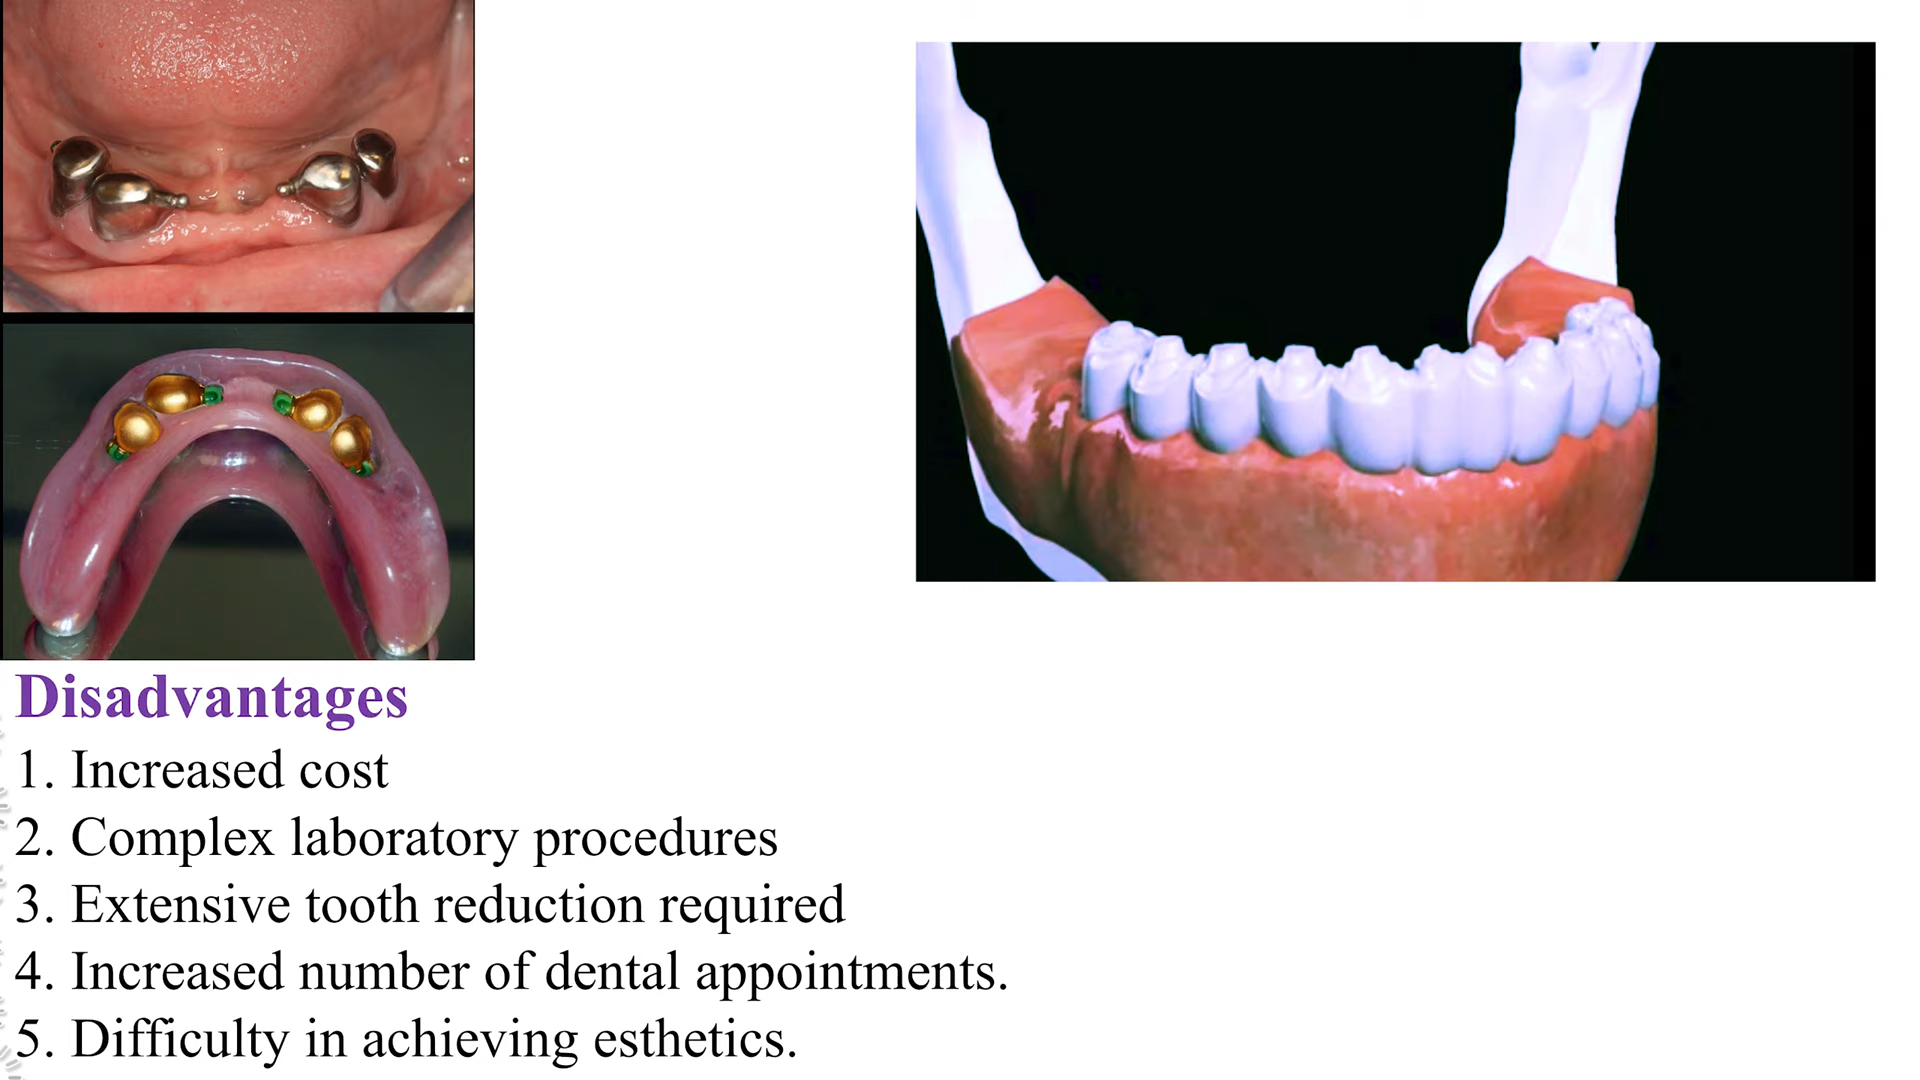 Disadvantages
1. Increased cost
2. Complex laboratory procedures
3. Extensive tooth reduction required
4. Increased number of dental appointments.
5. Difficulty in achieving esthetics.